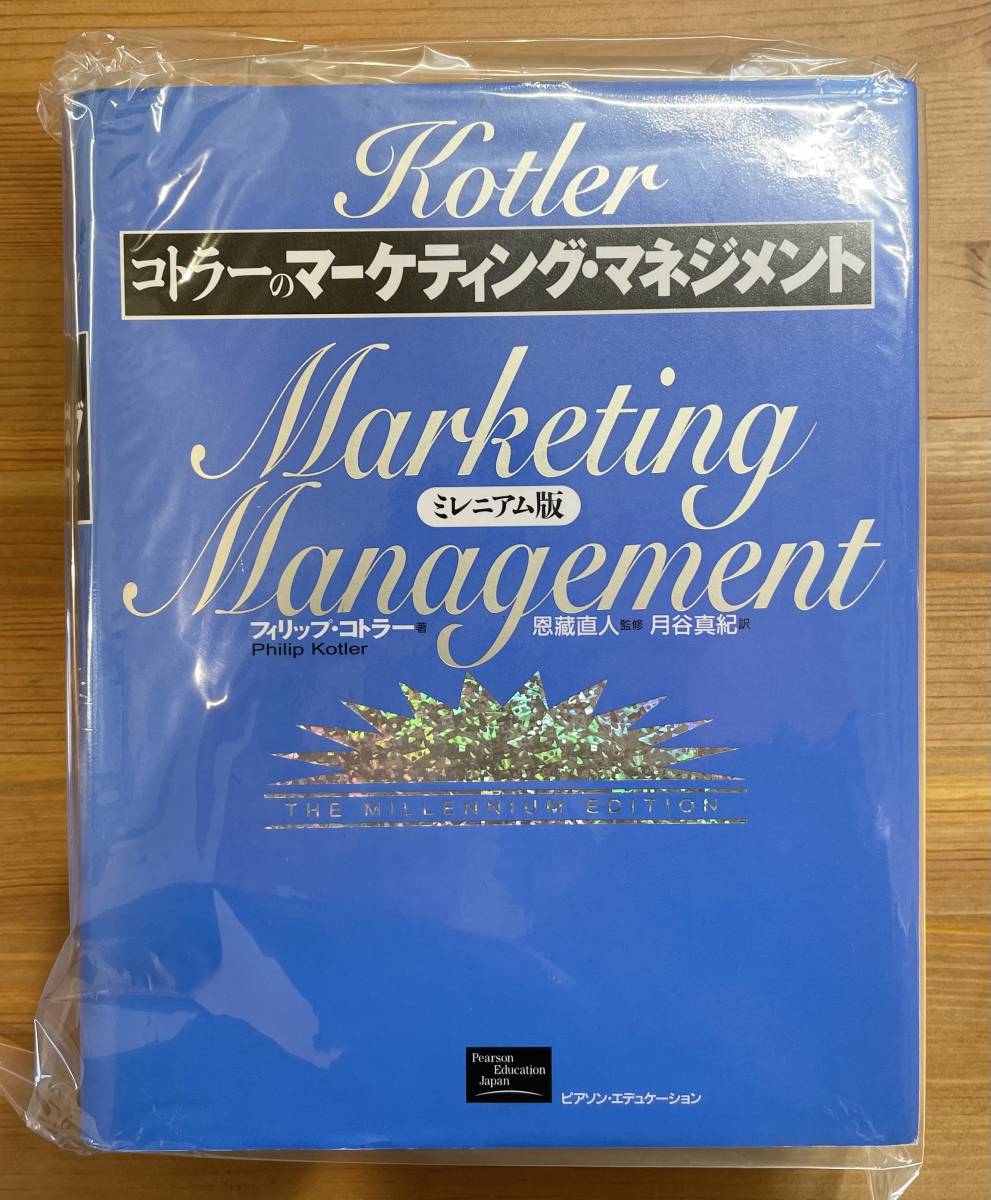 Kotler
コトラーのマーケティング・マネジメント
Marketing
ミレニアム版
Management
フィリップ・コトラー著
Philip Kotler
恩藏直人監修 月谷真紀訳
THE MILLENNIUM EDITION
Pearson
Education
Japan
ピアソン・エデュケーション